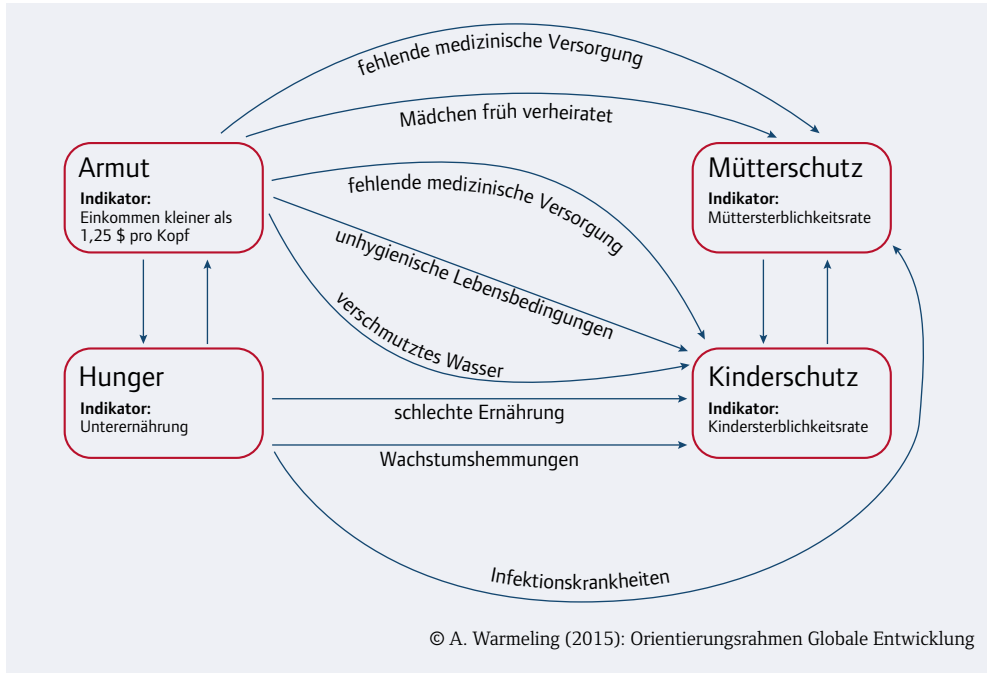 fehlende medizinische Versorgung
Mädchen früh verheiratet
Armut
Indikator:
Einkommen kleiner als
1,25 $ pro Kopf
Mütterschutz
Indikator:
Müttersterblichkeitsrate
fehlende medizinische Versorgung
unhygienische Lebensbedingungen
verschmutztes Wasser
Hunger
Indikator:
Unterernährung
Kinderschutz
Indikator:
Kindersterblichkeitsrate
schlechte Ernährung
Wachstumshemmungen
Infektionskrankheiten
© A. Warmeling (2015): Orientierungsrahmen Globale Entwicklung